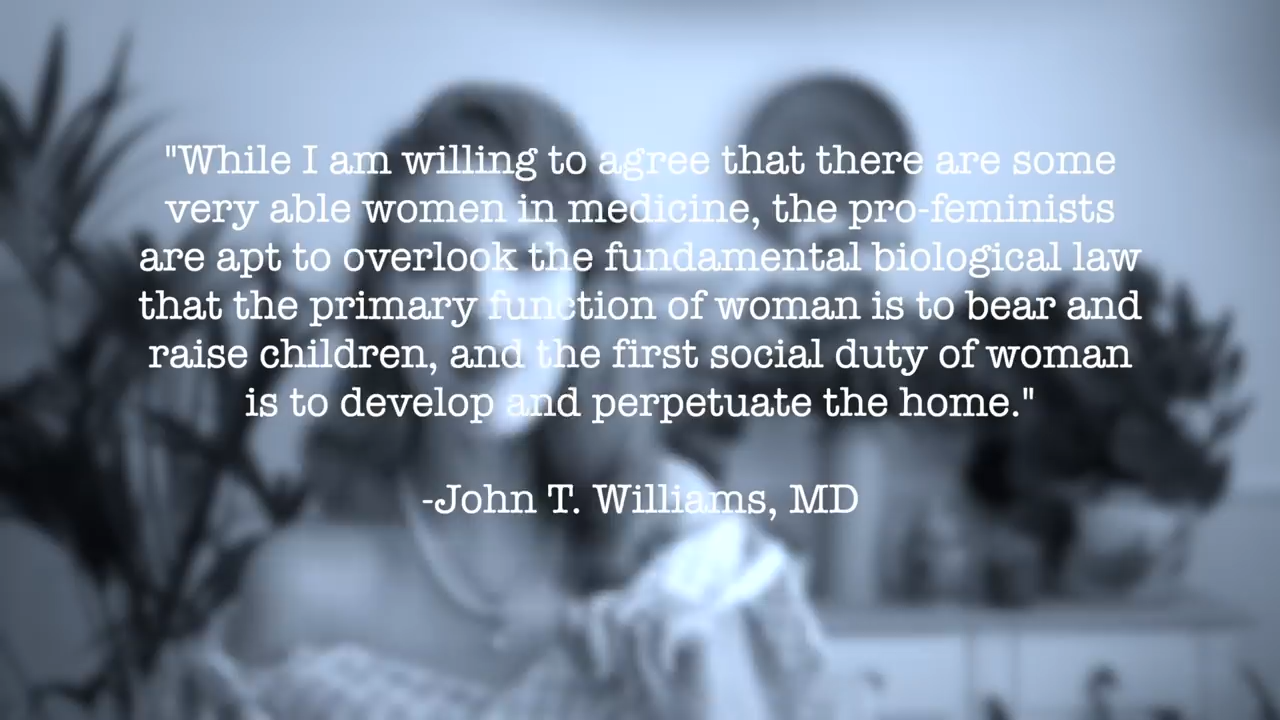 "While I am willing to agree that there are some
very able women in medicine, the pro-feminists
are apt to overlook the fundamental biological law
that the primary function of woman is to bear and
raise children, and the first social duty of woman
is to develop and perpetuate the home."
-John T. Williams, MD